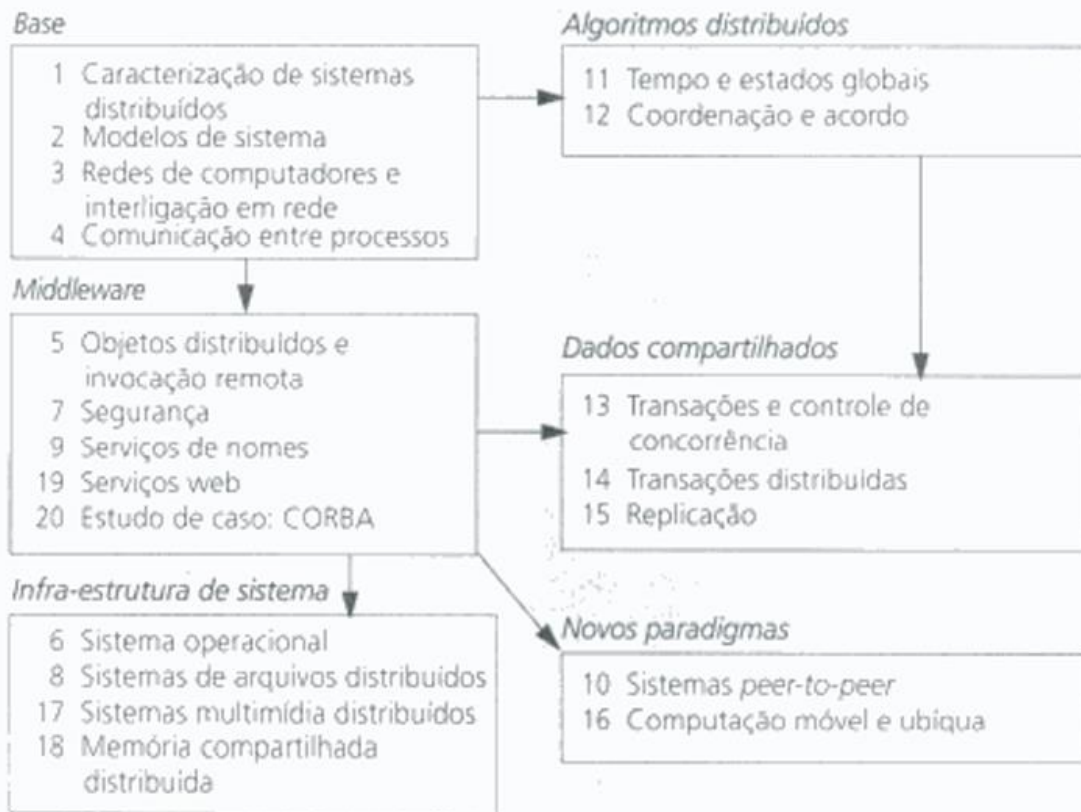 Base
1 Caracterização de sistemas
distribuídos
2 Modelos de sistema
3 Redes de computadores e
interligação em rede
4 Comunicação entre processos
Middleware
5 Objetos distribuídos e
invocação remota
7 Segurança
9 Serviços de nomes
19 Serviços web
20 Estudo de caso: CORBA
Infra-estrutura de sistema
6 Sistema operacional
8 Sistemas de arquivos distribuídos
17 Sistemas multimídia distribuídos
18 Memória compartilhada
distribuída
Algoritmos distribuídos
11 Tempo e estados globais
12 Coordenação e acordo
Dados compartilhados
13 Transações e controle de
concorrência
14 Transações distribuídas
15 Replicação
Novos paradigmas
10 Sistemas peer-to-peer
16 Computação móvel e ubíqua